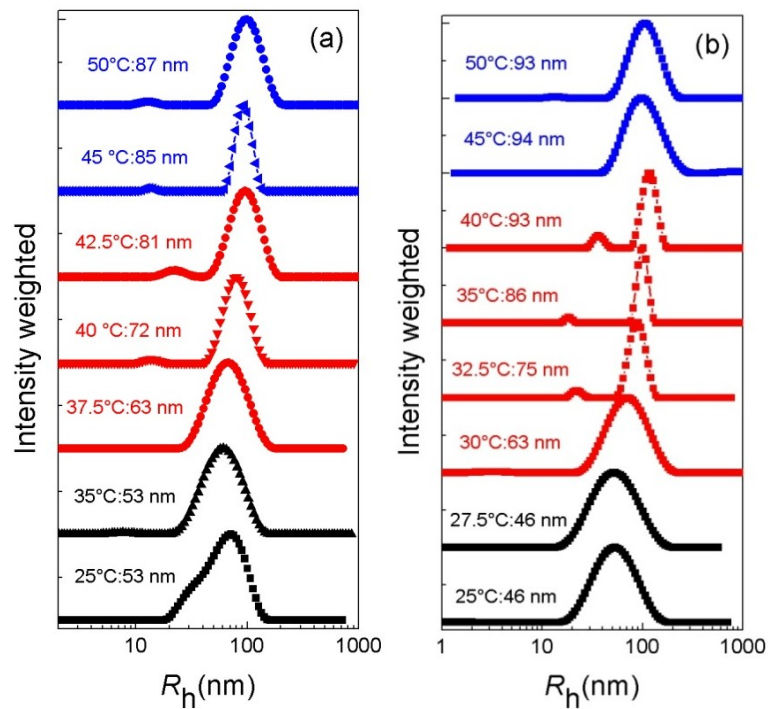 (a)
50°C:87 nm
45 °C:85 nm
42.5°C:81 nm
40 °C:72 nm
37.5°C:63 nm
35°C:53 nm
25°C:53 nm
Intensity weighted
10
100
1000
Rh(nm)
(b)
50°C:93 nm
45°C:94 nm
40°C:93 nm
35°C:86 nm
32.5°C:75 nm
30°C:63 nm
27.5°C:46 nm
25°C:46 nm
Intensity weighted
1
10
100
1000
Rh(nm)